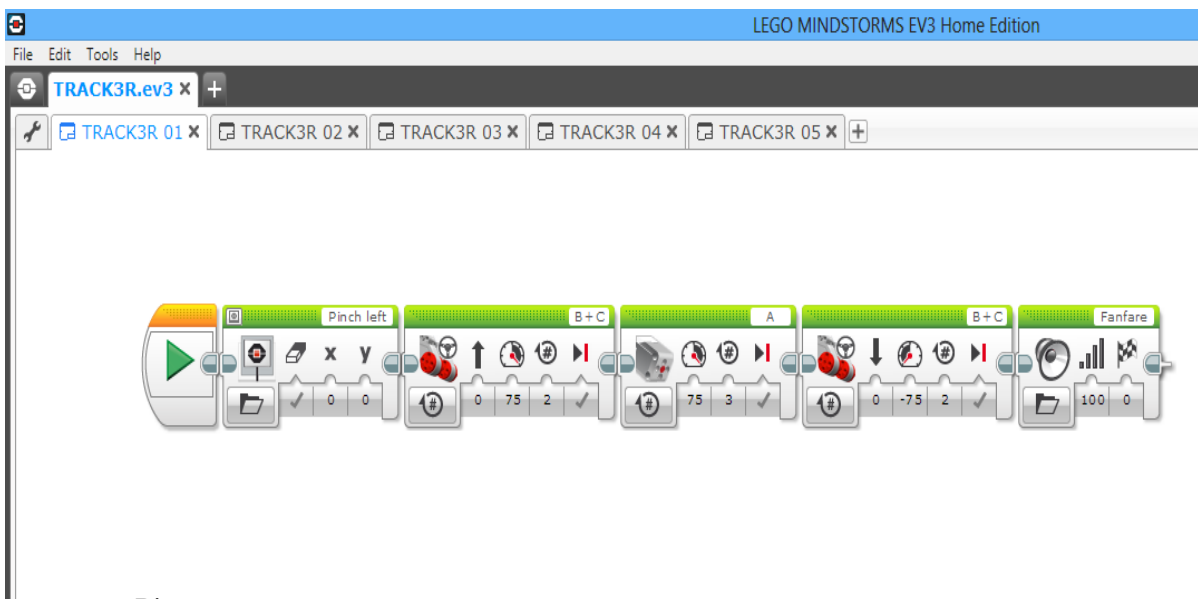 LEGO MINDSTORMS EV3 Home Edition
File Edit Tools Help
TRACK3R.ev3 × +
TRACK3R 01 × TRACK3R 02 × TRACK3R 03 × TRACK3R 04 × TRACK3R 05 × +
Pinch left B+C A B+C Fanfare
x y # # #
0 0 # 0 75 2 # 75 3 # 0 -75 2 100 0